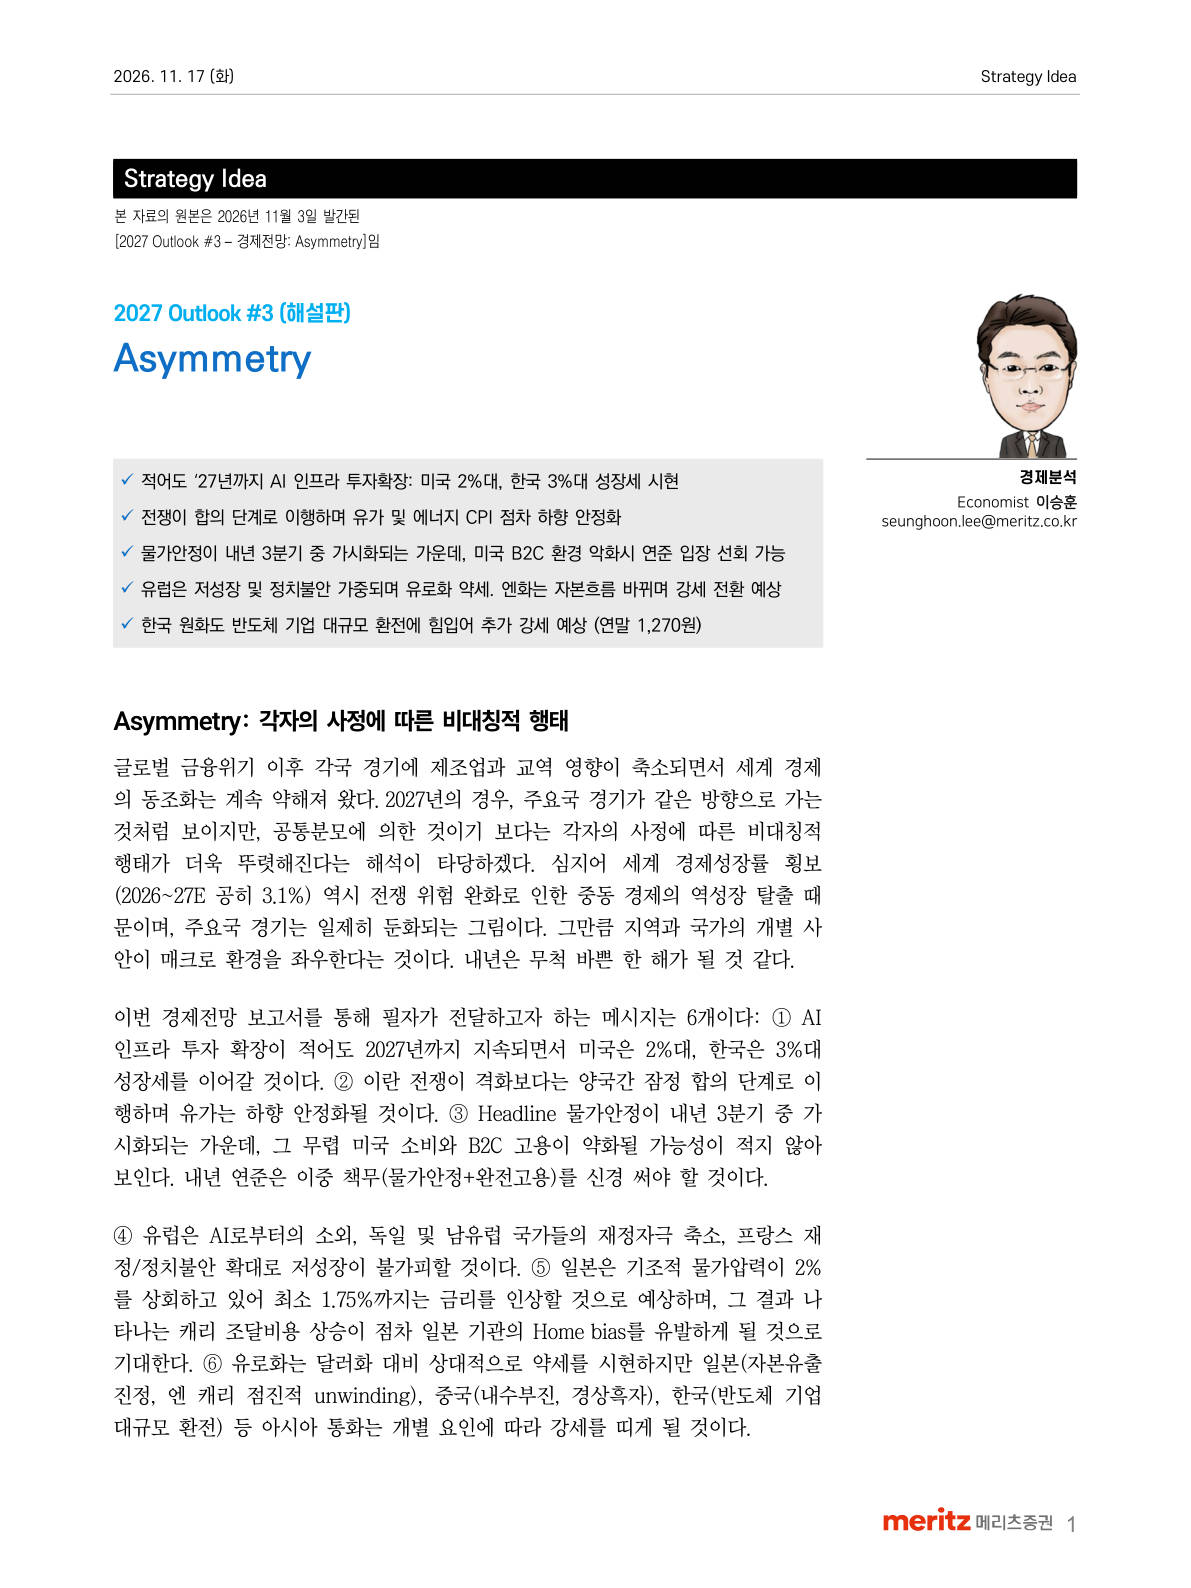 2026. 11. 17 (화)
Strategy Idea
Strategy Idea
본 자료의 원본은 2026년 11월 3일 발간된
[2027 Outlook #3 – 경제전망: Asymmetry]임
2027 Outlook #3 (해설판)
Asymmetry
✓ 적어도 '27년까지 AI 인프라 투자확장: 미국 2%대, 한국 3%대 성장세 시현
✓ 전쟁이 합의 단계로 이행하며 유가 및 에너지 CPI 점차 하향 안정화
✓ 물가안정이 내년 3분기 중 가시화되는 가운데, 미국 B2C 환경 악화시 연준 입장 선회 가능
✓ 유럽은 저성장 및 정치불안 가중되며 유로화 약세. 엔화는 자본흐름 바뀌며 강세 전환 예상
✓ 한국 원화도 반도체 기업 대규모 환전에 힘입어 추가 강세 예상 (연말 1,270원)
경제분석
Economist 이승훈
seunghoon.lee@meritz.co.kr
Asymmetry: 각자의 사정에 따른 비대칭적 행태
글로벌 금융위기 이후 각국 경기에 제조업과 교역 영향이 축소되면서 세계 경제
의 동조화는 계속 약해져 왔다. 2027년의 경우, 주요국 경기가 같은 방향으로 가는
것처럼 보이지만, 공통분모에 의한 것이기 보다는 각자의 사정에 따른 비대칭적
행태가 더욱 뚜렷해진다는 해석이 타당하겠다. 심지어 세계 경제성장률 횡보
(2026~27E 공히 3.1%) 역시 전쟁 위험 완화로 인한 중동 경제의 역성장 탈출 때
문이며, 주요국 경기는 일제히 둔화되는 그림이다. 그만큼 지역과 국가의 개별 사
안이 매크로 환경을 좌우한다는 것이다. 내년은 무척 바쁜 한 해가 될 것 같다.
이번 경제전망 보고서를 통해 필자가 전달하고자 하는 메시지는 6개이다: ① AI
인프라 투자 확장이 적어도 2027년까지 지속되면서 미국은 2%대, 한국은 3%대
성장세를 이어갈 것이다. ② 이란 전쟁이 격화보다는 양국간 잠정 합의 단계로 이
행하며 유가는 하향 안정화될 것이다. ③ Headline 물가안정이 내년 3분기 중 가
시화되는 가운데, 그 무렵 미국 소비와 B2C 고용이 약화될 가능성이 적지 않아
보인다. 내년 연준은 이중 책무(물가안정+완전고용)를 신경 써야 할 것이다.
④ 유럽은 AI로부터의 소외, 독일 및 남유럽 국가들의 재정자극 축소, 프랑스 재
정/정치불안 확대로 저성장이 불가피할 것이다. ⑤ 일본은 기조적 물가압력이 2%
를 상회하고 있어 최소 1.75%까지는 금리를 인상할 것으로 예상하며, 그 결과 나
타나는 캐리 조달비용 상승이 점차 일본 기관의 Home bias를 유발하게 될 것으로
기대한다. ⑥ 유로화는 달러화 대비 상대적으로 약세를 시현하지만 일본(자본유출
진정, 엔 캐리 점진적 unwinding), 중국(내수부진, 경상흑자), 한국(반도체 기업
대규모 환전) 등 아시아 통화는 개별 요인에 따라 강세를 띠게 될 것이다.
meritz 메리츠증권 1